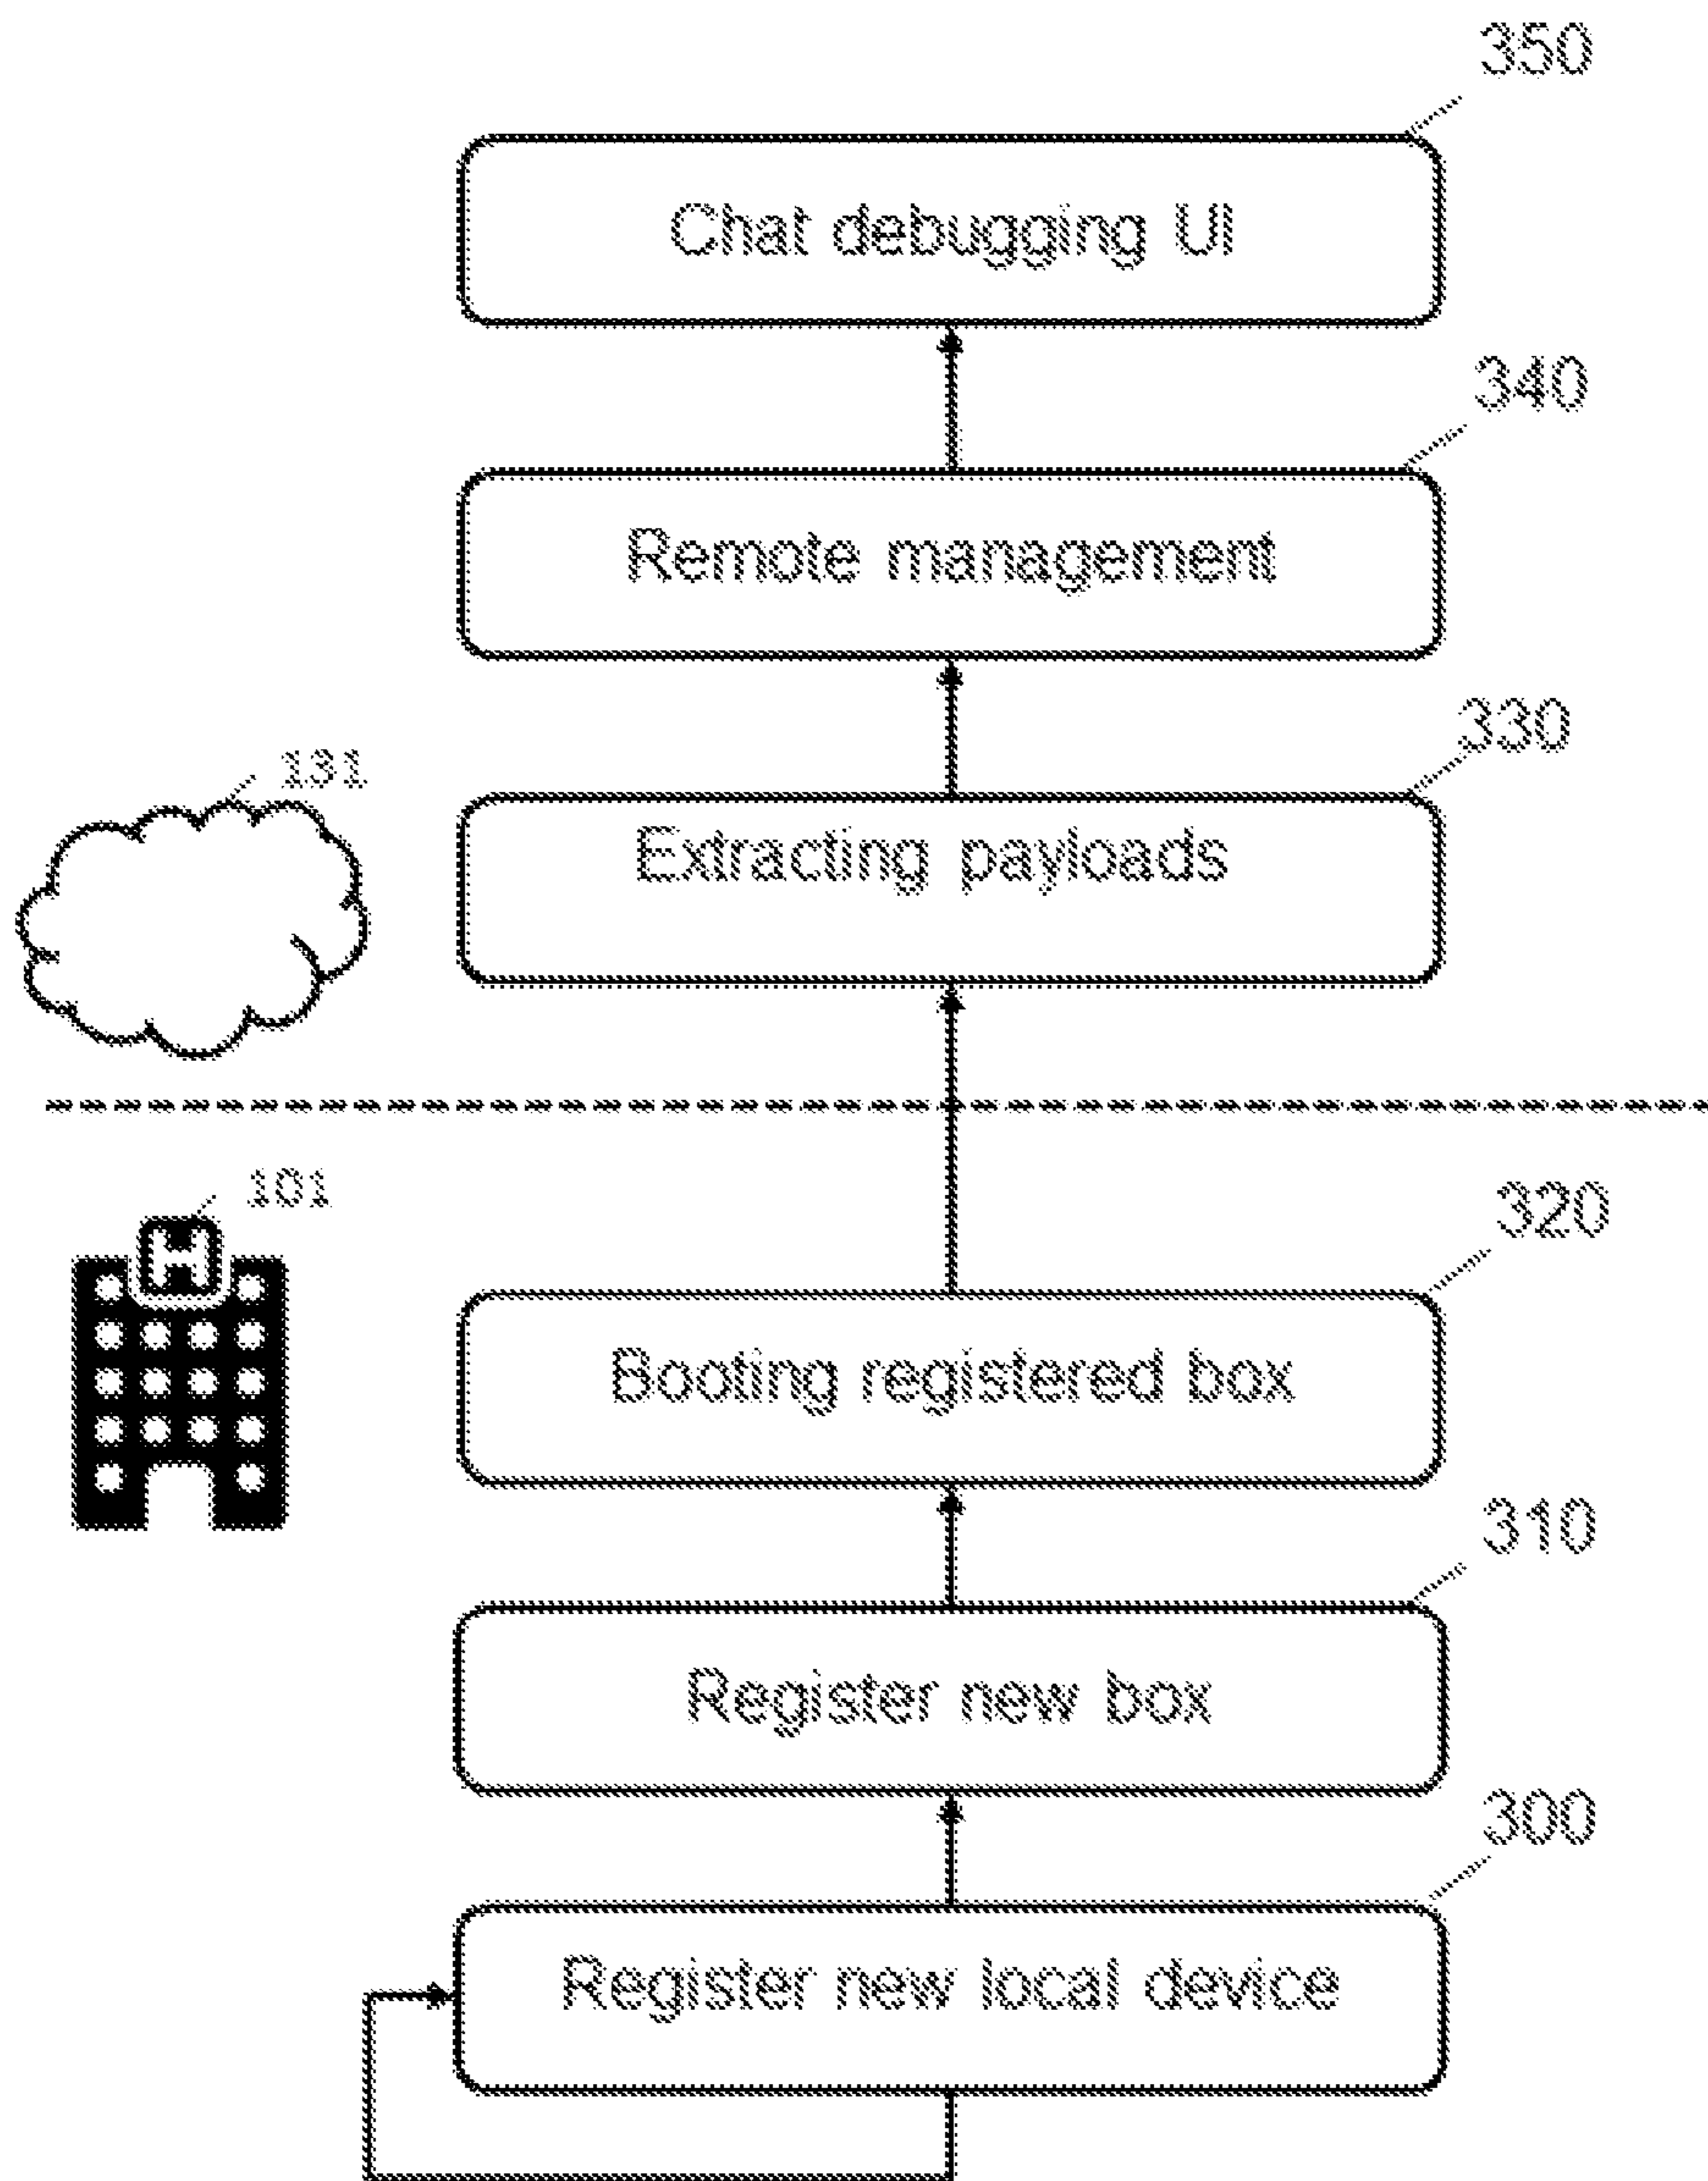 350
Chat debugging UI
340
Remote management
330
131
Extracting payloads
101
H
320
Booting registered box
310
Register new box
300
Register new local device